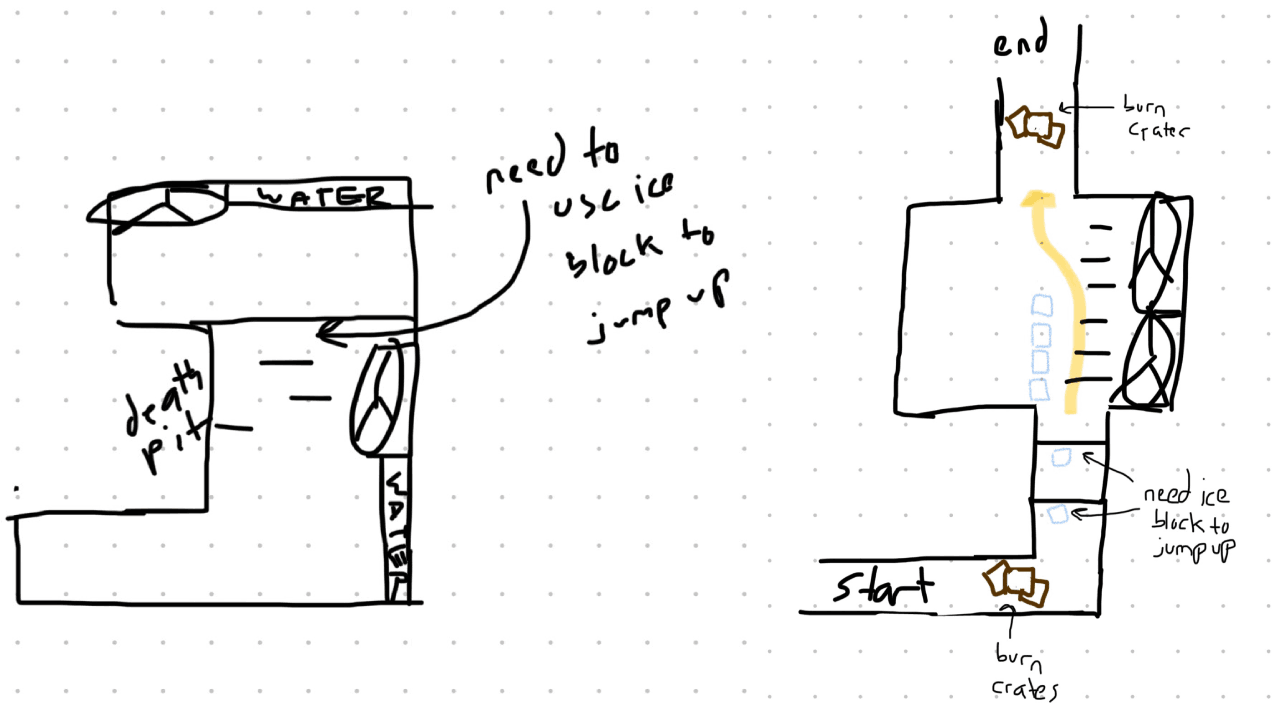 WATER
need to
use ice
block to
jump up
death
pit
WATER
end
burn
crater
need ice
block to
jump up
start
burn
crates